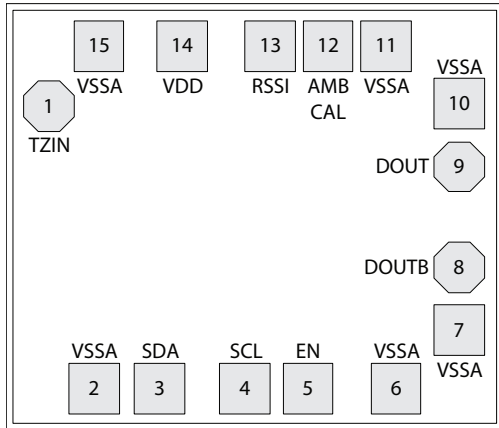 15
14
13
12
11
VSSA
VDD
RSSI
AMB
CAL
VSSA
VSSA
10
1
TZIN
DOUT
9
DOUTB
8
7
VSSA
VSSA
SDA
SCL
EN
VSSA
2
3
4
5
6